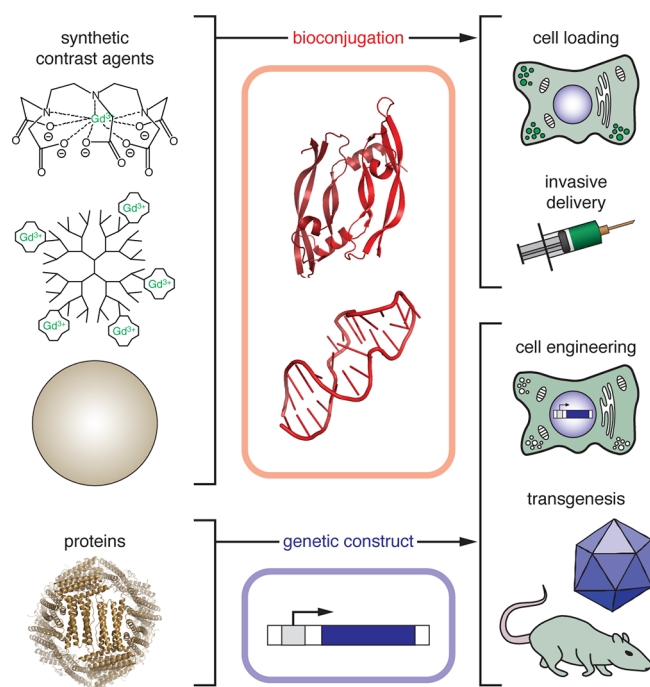 synthetic
contrast agents
N
N
N
Gd3+
O
O
O
O
O
O
O
O
O
O
Gd3+
Gd3+
Gd3+
Gd3+
Gd3+
proteins
bioconjugation
genetic construct
cell loading
invasive
delivery
cell engineering
transgenesis